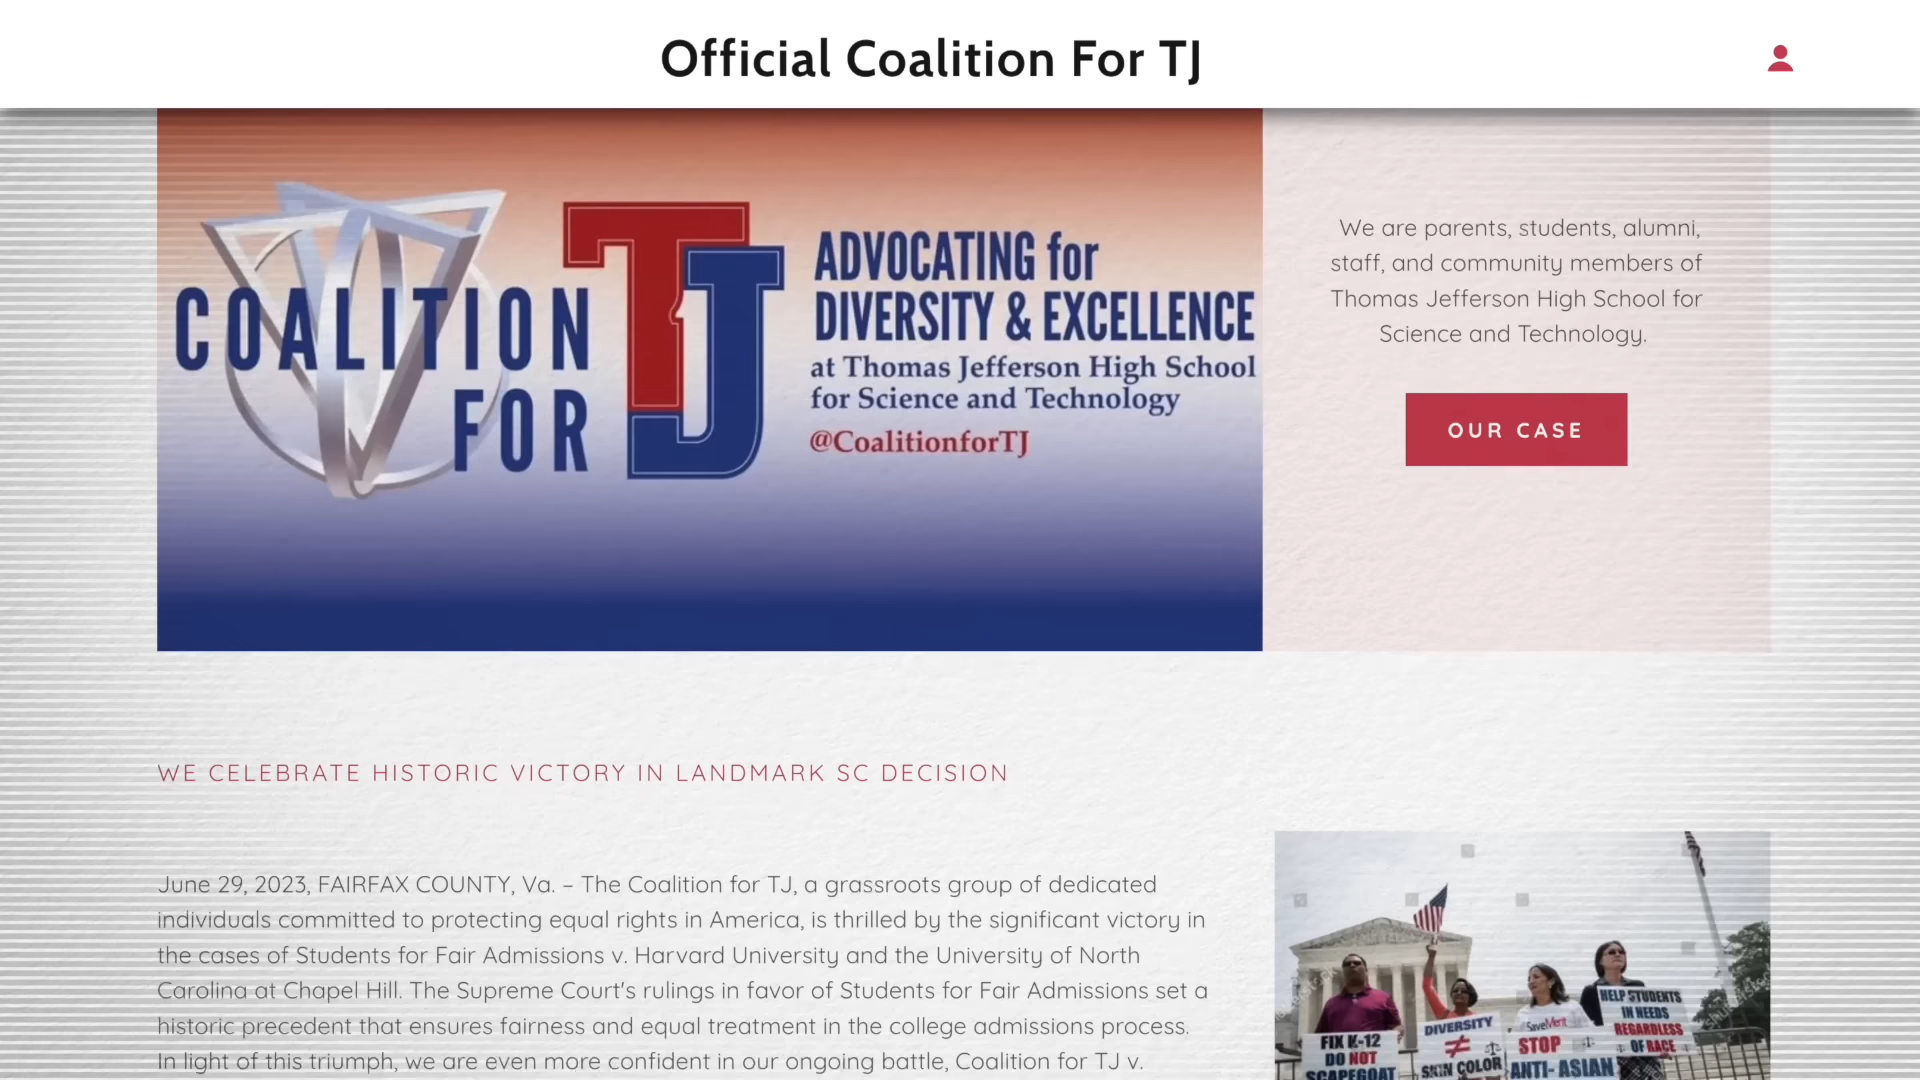 Official Coalition For TJ
COALITION
FOR
TJ
ADVOCATING for
DIVERSITY & EXCELLENCE
at Thomas Jefferson High School
for Science and Technology
@CoalitionforTJ
We are parents, students, alumni,
staff, and community members of
Thomas Jefferson High School for
Science and Technology.
OUR CASE
WE CELEBRATE HISTORIC VICTORY IN LANDMARK SC DECISION
June 29, 2023, FAIRFAX COUNTY, Va. – The Coalition for TJ, a grassroots group of dedicated
individuals committed to protecting equal rights in America, is thrilled by the significant victory in
the cases of Students for Fair Admissions v. Harvard University and the University of North
Carolina at Chapel Hill. The Supreme Court's rulings in favor of Students for Fair Admissions set a
historic precedent that ensures fairness and equal treatment in the college admissions process.
In light of this triumph, we are even more confident in our ongoing battle, Coalition for TJ v.
FIX K-12
DO NOT
SCAPEGOAT
DIVERSITY
≠
SKIN COLOR
SaveMerit
STOP
ANTI-ASIAN
HELP STUDENTS
IN NEEDS
REGARDLESS
OF RACE